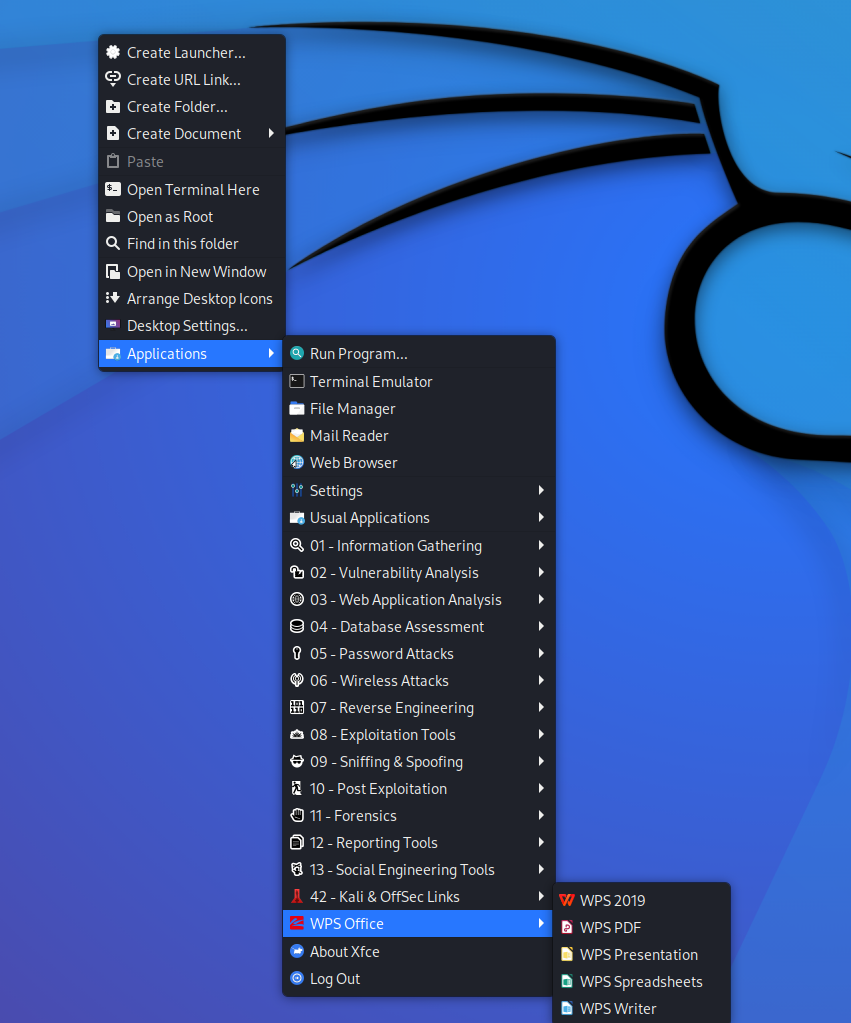 Create Launcher...
Create URL Link...
Create Folder...
Create Document
Paste
Open Terminal Here
Open as Root
Find in this folder
Open in New Window
Arrange Desktop Icons
Desktop Settings...
Applications
Run Program...
Terminal Emulator
File Manager
Mail Reader
Web Browser
Settings
Usual Applications
01 - Information Gathering
02 - Vulnerability Analysis
03 - Web Application Analysis
04 - Database Assessment
05 - Password Attacks
06 - Wireless Attacks
07 - Reverse Engineering
08 - Exploitation Tools
09 - Sniffing & Spoofing
10 - Post Exploitation
11 - Forensics
12 - Reporting Tools
13 - Social Engineering Tools
42 - Kali & OffSec Links
WPS Office
About Xfce
Log Out
WPS 2019
WPS PDF
WPS Presentation
WPS Spreadsheets
WPS Writer